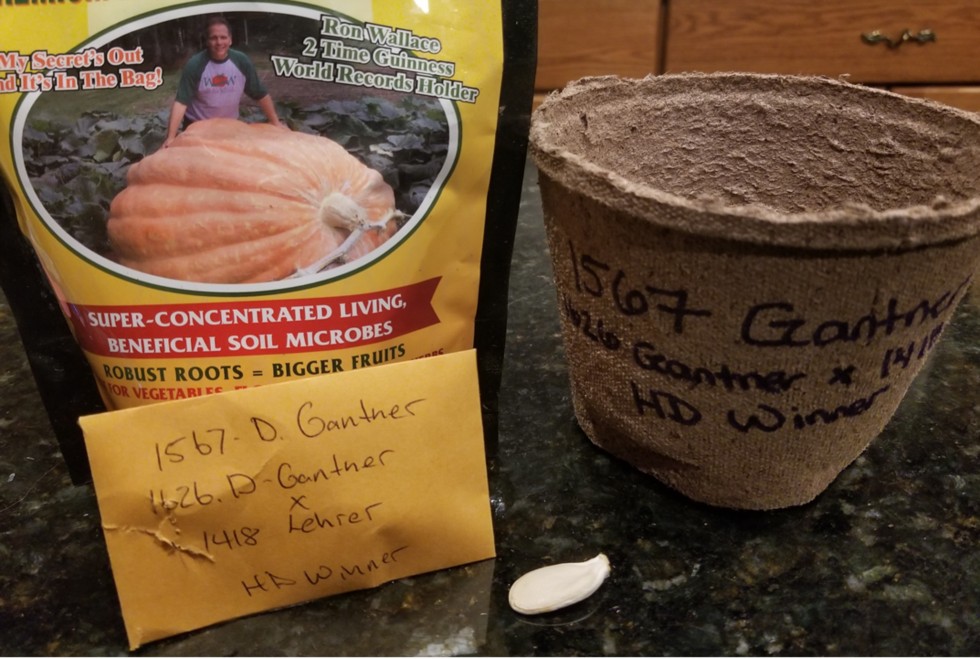 My Secret's Out
nd It's In The Bag!
Ron Wallace
2 Time Guinness
World Records Holder
SUPER-CONCENTRATED LIVING,
BENEFICIAL SOIL MICROBES
ROBUST ROOTS = BIGGER FRUITS
FOR VEGETABLES,
1567- D. Gantner
1626. D-Gantner
x
1418 Lehrer
HD Winner
1567 Gantne
1626 Gantner x 141
HD Winner